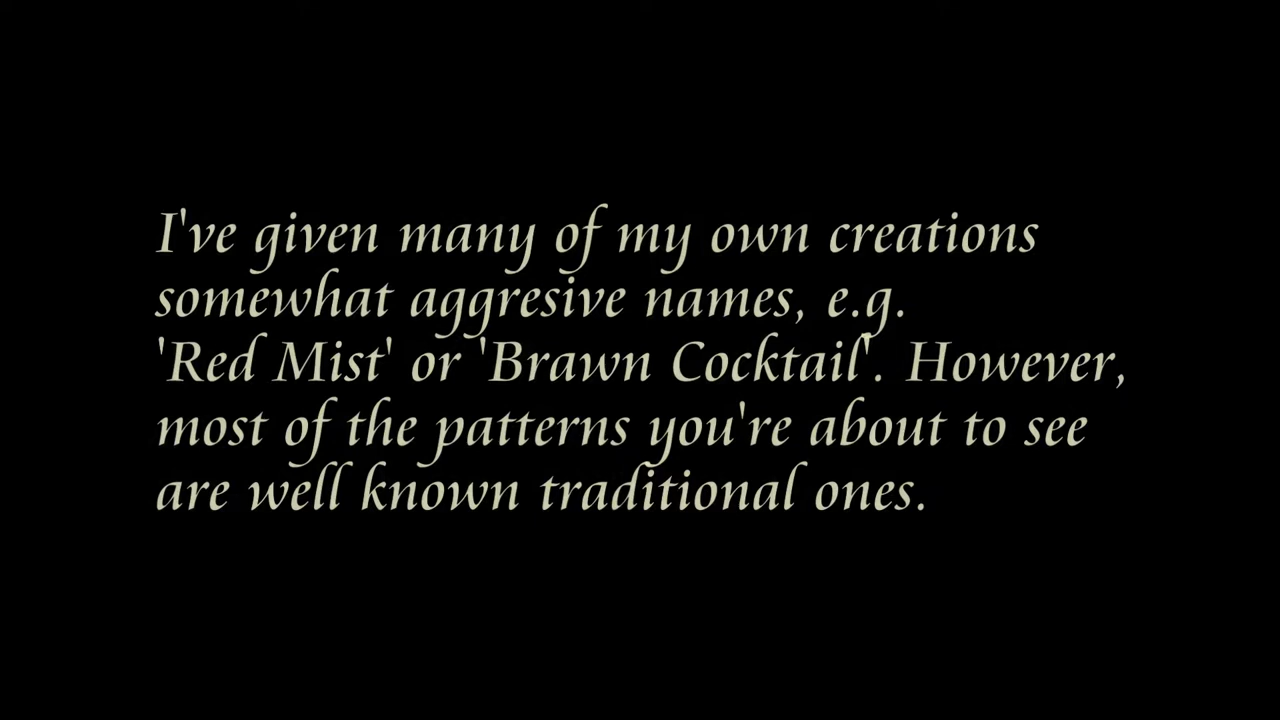 I've given many of my own creations
somewhat aggresive names, e.g.
'Red Mist' or 'Brawn Cocktail'. However,
most of the patterns you're about to see
are well known traditional ones.